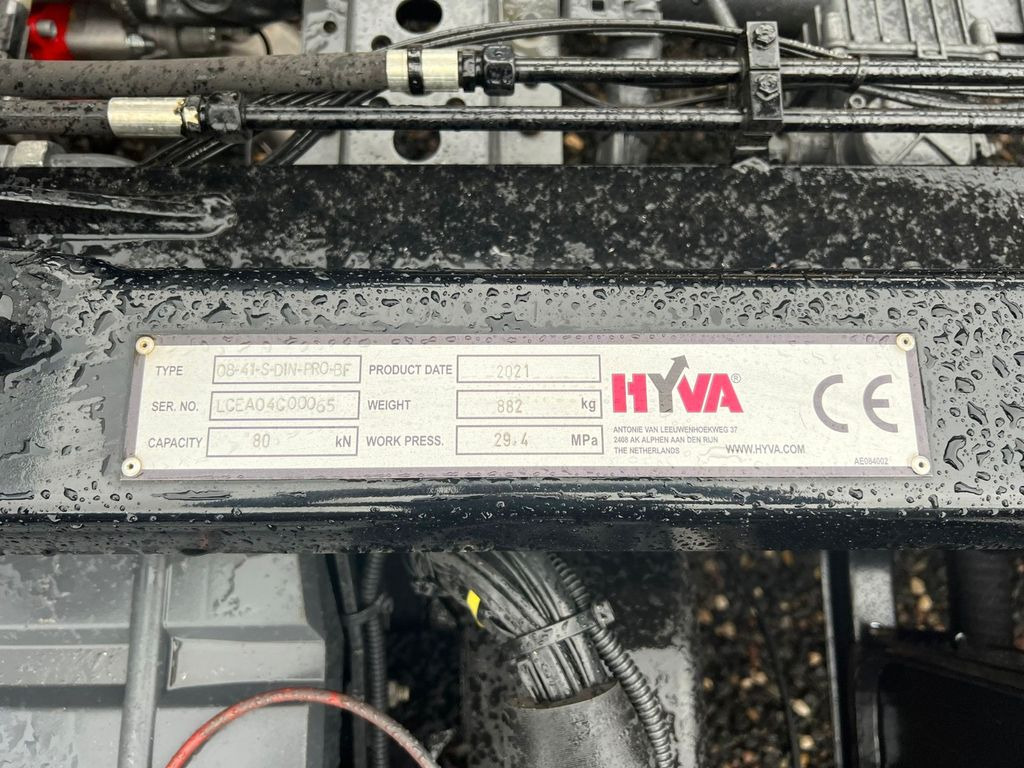 TYPE 08-41-S-DIN-PRO-BF PRODUCT DATE 2021
SER. NO. LCEA04C00065 WEIGHT 882 kg
CAPACITY 80 kN WORK PRESS. 29.4 MPa
HYVA®
ANTONIE VAN LEEUWENHOEKWEG 37
2408 AK ALPHEN AAN DEN RIJN
THE NETHERLANDS WWW.HYVA.COM
CE
AE084002